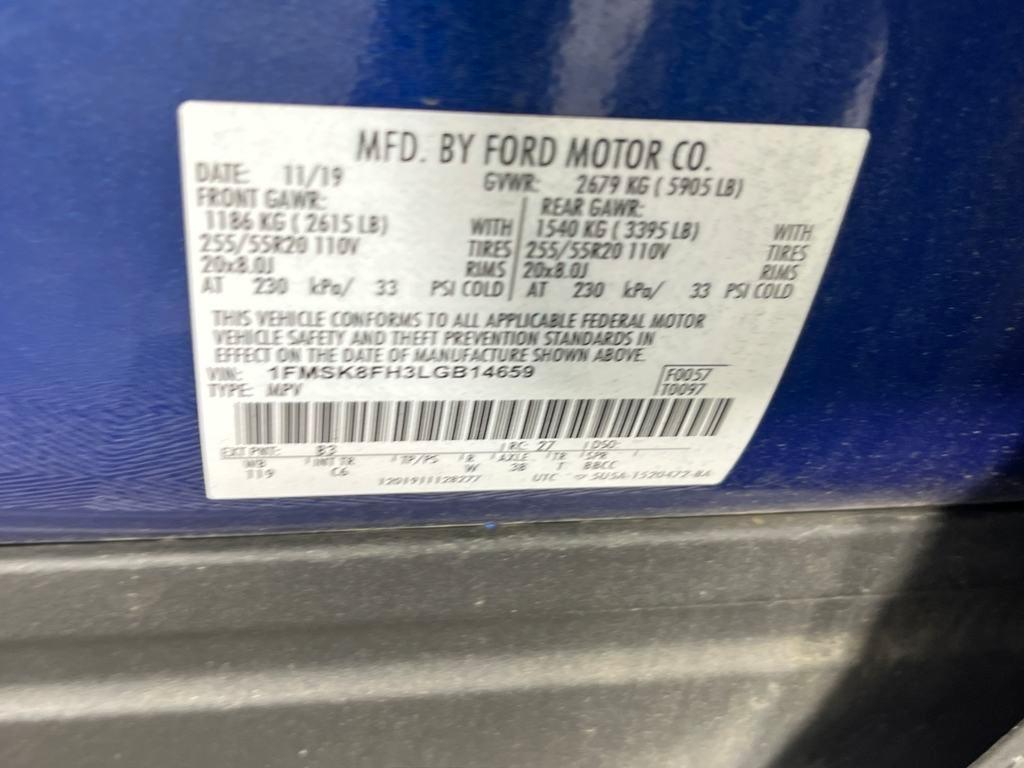 MFD. BY FORD MOTOR CO.
DATE: 11/19 GVWR: 2679 KG ( 5905 LB)
FRONT GAWR: REAR GAWR:
1186 KG ( 2615 LB) WITH 1540 KG ( 3395 LB) WITH
255/55R20 110V TIRES 255/55R20 110V TIRES
20x8.0J RIMS 20x8.0J RIMS
AT 230 kPa/ 33 PSI COLD AT 230 kPa/ 33 PSI COLD
THIS VEHICLE CONFORMS TO ALL APPLICABLE FEDERAL MOTOR
VEHICLE SAFETY AND THEFT PREVENTION STANDARDS IN
EFFECT ON THE DATE OF MANUFACTURE SHOWN ABOVE.
VIN: 1FMSK8FH3LGB14659 F0057
TYPE: MPV T0097
EXT PNT: B3 RC: 27 DSO:
WB INT TR TP/PS R AXLE TR SPR
119 C6 W 3B T BBCC
1201911128277 UTC SU5A-1520472-BA